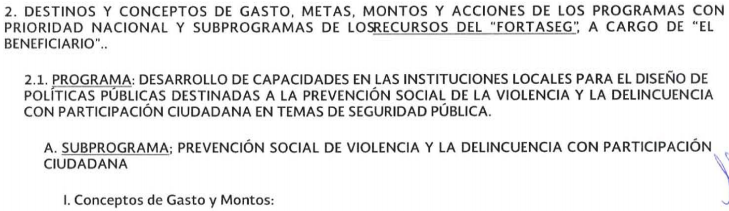 2. DESTINOS Y CONCEPTOS DE GASTO, METAS, MONTOS Y ACCIONES DE LOS PROGRAMAS CON
PRIORIDAD NACIONAL Y SUBPROGRAMAS DE LOSRECURSOS DEL "FORTASEG", A CARGO DE "EL
BENEFICIARIO"..
2.1. PROGRAMA: DESARROLLO DE CAPACIDADES EN LAS INSTITUCIONES LOCALES PARA EL DISEÑO DE
POLÍTICAS PÚBLICAS DESTINADAS A LA PREVENCIÓN SOCIAL DE LA VIOLENCIA Y LA DELINCUENCIA
CON PARTICIPACIÓN CIUDADANA EN TEMAS DE SEGURIDAD PÚBLICA.
A. SUBPROGRAMA; PREVENCIÓN SOCIAL DE VIOLENCIA Y LA DELINCUENCIA CON PARTICIPACIÓN
CIUDADANA
I. Conceptos de Gasto y Montos: